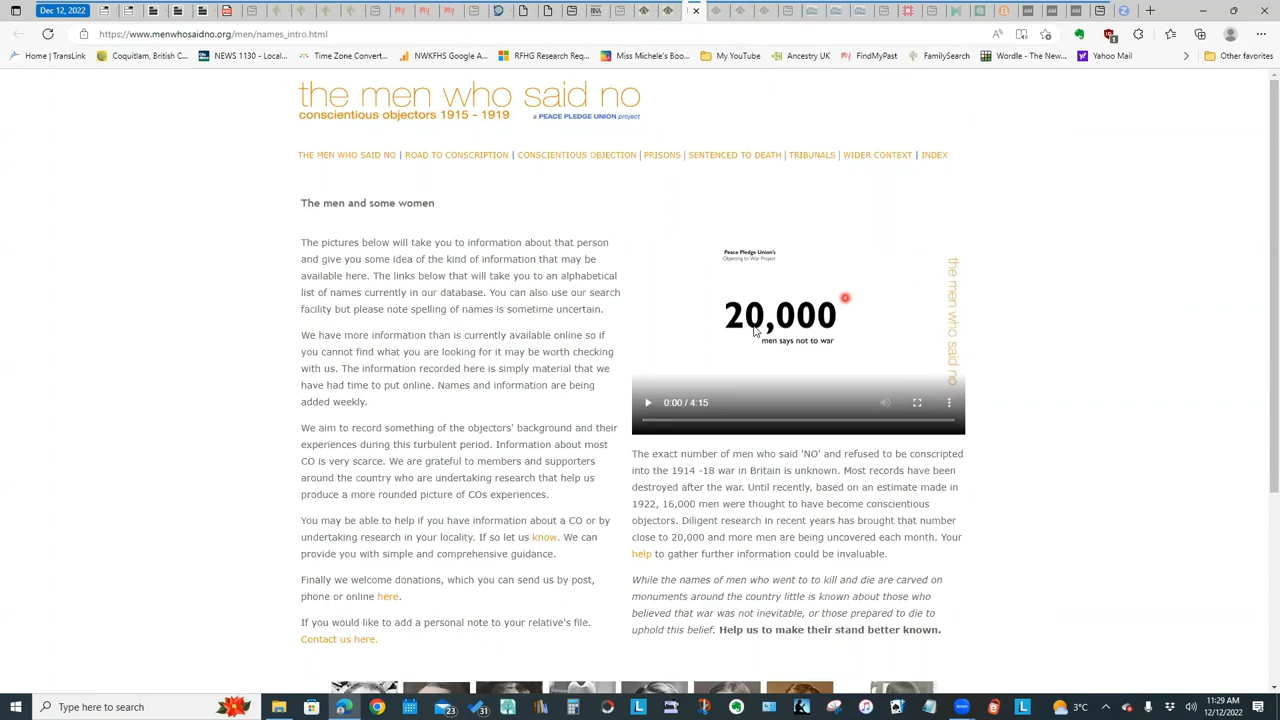 Dec 12, 2022
https://www.menwhosaidno.org/men/names_intro.html
Home | TransLink
Coquitlam, British C...
NEWS 1130 - Local...
Time Zone Convert...
NWKFHS Google A...
RFHG Research Req...
Miss Michele's Boo...
My YouTube
Ancestry UK
FindMyPast
FamilySearch
Wordle - The New...
Yahoo Mail
Other favorites
the men who said no
conscientious objectors 1915 - 1919
a PEACE PLEDGE UNION project
THE MEN WHO SAID NO | ROAD TO CONSCRIPTION | CONSCIENTIOUS OBJECTION | PRISONS | SENTENCED TO DEATH | TRIBUNALS | WIDER CONTEXT | INDEX
The men and some women
The pictures below will take you to information about that person
and give you some idea of the kind of information that may be
available here. The links below that will take you to an alphabetical
list of names currently in our database. You can also use our search
facility but please note spelling of names is sometime uncertain.
We have more information than is currently available online so if
you cannot find what you are looking for it may be worth checking
with us. The information recorded here is simply material that we
have had time to put online. Names and information are being
added weekly.
We aim to record something of the objectors' background and their
experiences during this turbulent period. Information about most
CO is very scarce. We are grateful to members and supporters
around the country who are undertaking research that help us
produce a more rounded picture of COs experiences.
You may be able to help if you have information about a CO or by
undertaking research in your locality. If so let us know. We can
provide you with simple and comprehensive guidance.
Finally we welcome donations, which you can send us by post,
phone or online here.
If you would like to add a personal note to your relative's file.
Contact us here.
Peace Pledge Union's
Objecting to War Project
20,000
men says not to war
the men who said no
0:00 / 4:15
The exact number of men who said 'NO' and refused to be conscripted
into the 1914 -18 war in Britain is unknown. Most records have been
destroyed after the war. Until recently, based on an estimate made in
1922, 16,000 men were thought to have become conscientious
objectors. Diligent research in recent years has brought that number
close to 20,000 and more men are being uncovered each month. Your
help to gather further information could be invaluable.
While the names of men who went to to kill and die are carved on
monuments around the country little is known about those who
believed that war was not inevitable, or those prepared to die to
uphold this belief. Help us to make their stand better known.
Type here to search
23
31
3°C
11:29 AM
12/12/2022